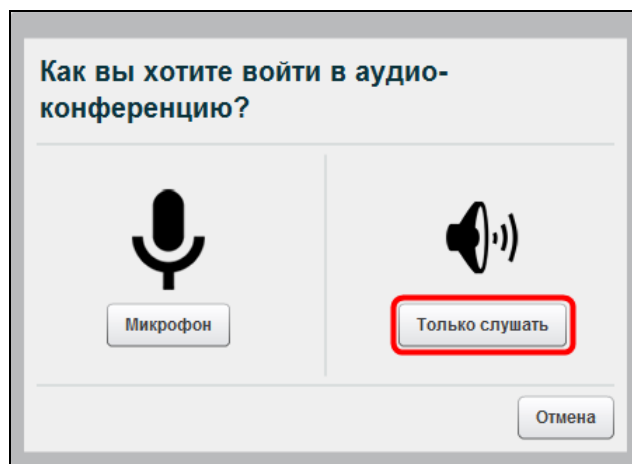 Как вы хотите войти в аудио-
конференцию?
Микрофон
Только слушать
Отмена